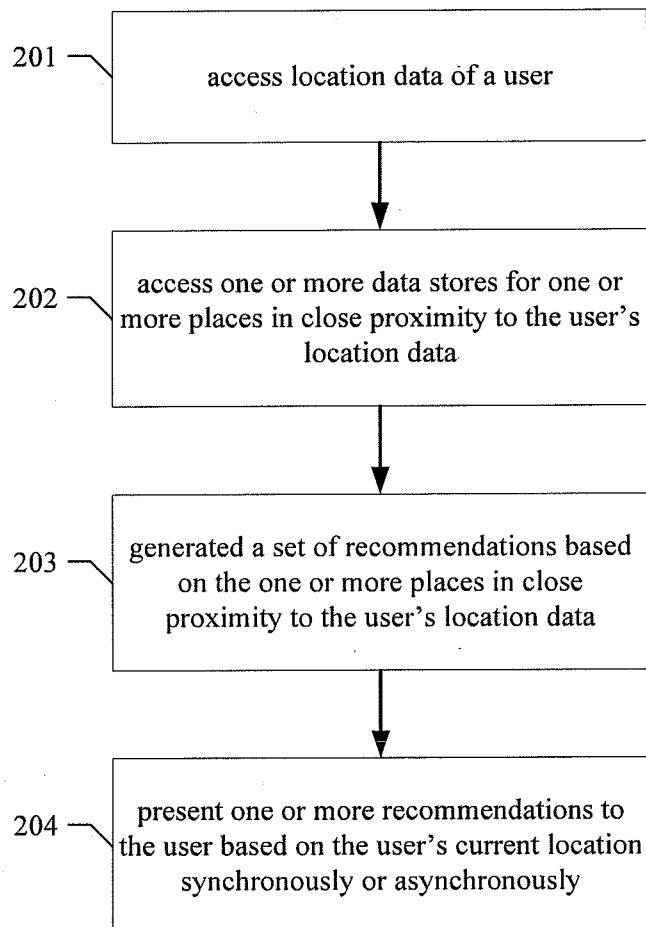 201
access location data of a user
202
access one or more data stores for one or
more places in close proximity to the user's
location data
203
generated a set of recommendations based
on the one or more places in close
proximity to the user's location data
204
present one or more recommendations to
the user based on the user's current location
synchronously or asynchronously